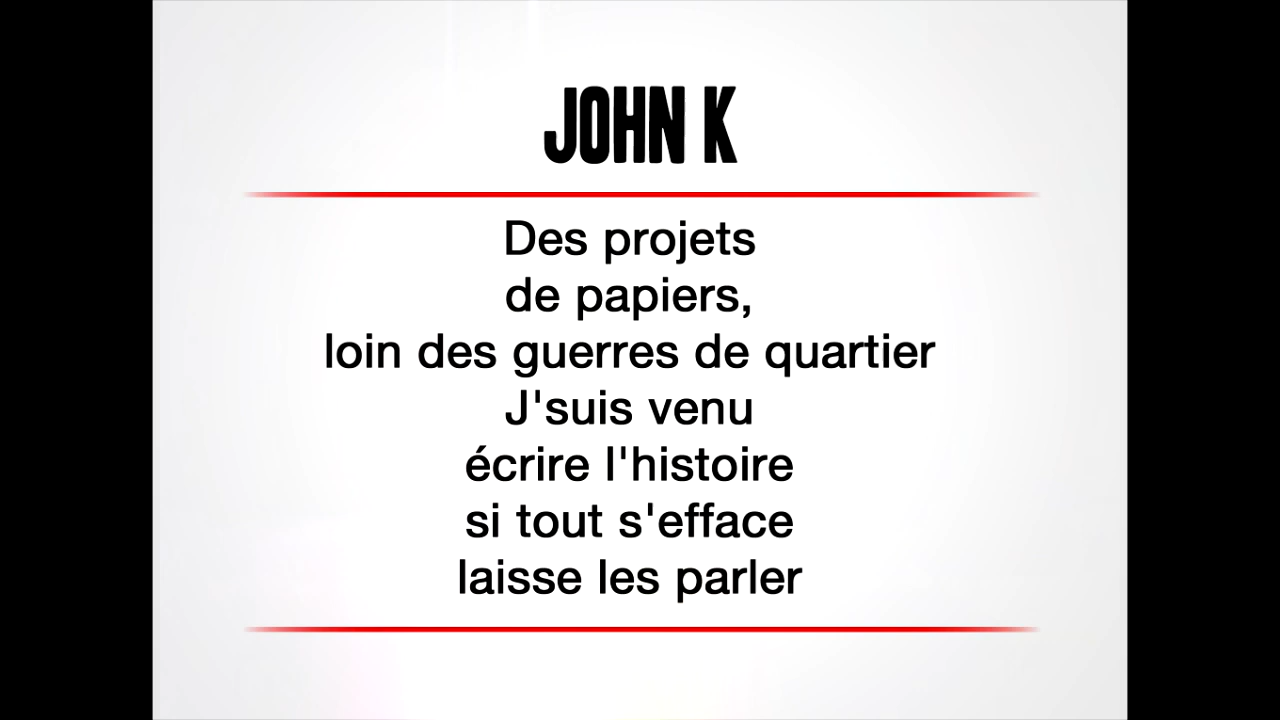 JOHN K
Des projets
de papiers,
loin des guerres de quartier
J'suis venu
écrire l'histoire
si tout s'efface
laisse les parler